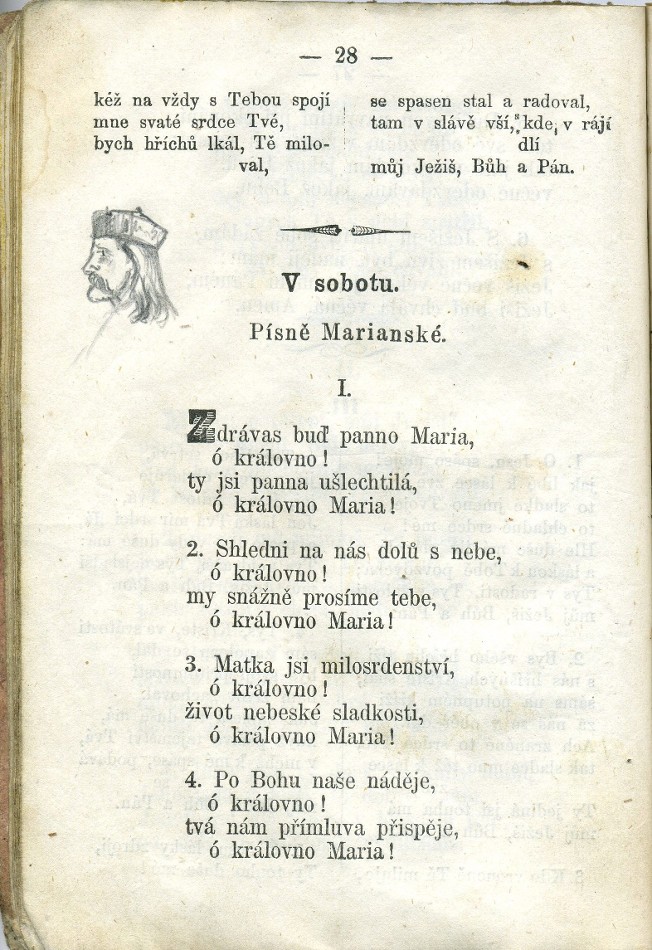 — 28 —
kéž na vždy s Tebou spojí
mne svaté srdce Tvé,
bych hříchů lkál, Tě milo-
val,
se spasen stal a radoval,
tam v slávě vší, kde v rájí
dlí
můj Ježiš, Bůh a Pán.
V sobotu.
Písně Marianské.
I.
Zdrávas buď panno Maria,
ó královno!
ty jsi panna ušlechtilá,
ó královno Maria!
2. Shledni na nás dolů s nebe,
ó královno!
my snážně prosíme tebe,
ó královno Maria!
3. Matka jsi milosrdenství,
ó královno!
život nebeské sladkosti,
ó královno Maria!
4. Po Bohu naše náděje,
ó královno!
tvá nám přímluva přispěje,
ó královno Maria!